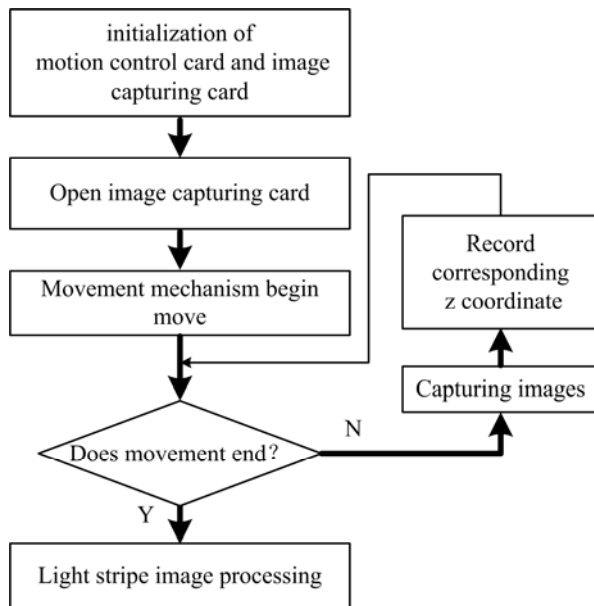 initialization of
motion control card and image
capturing card
Open image capturing card
Movement mechanism begin
move
Record
corresponding
z coordinate
Capturing images
Does movement end?
N
Y
Light stripe image processing